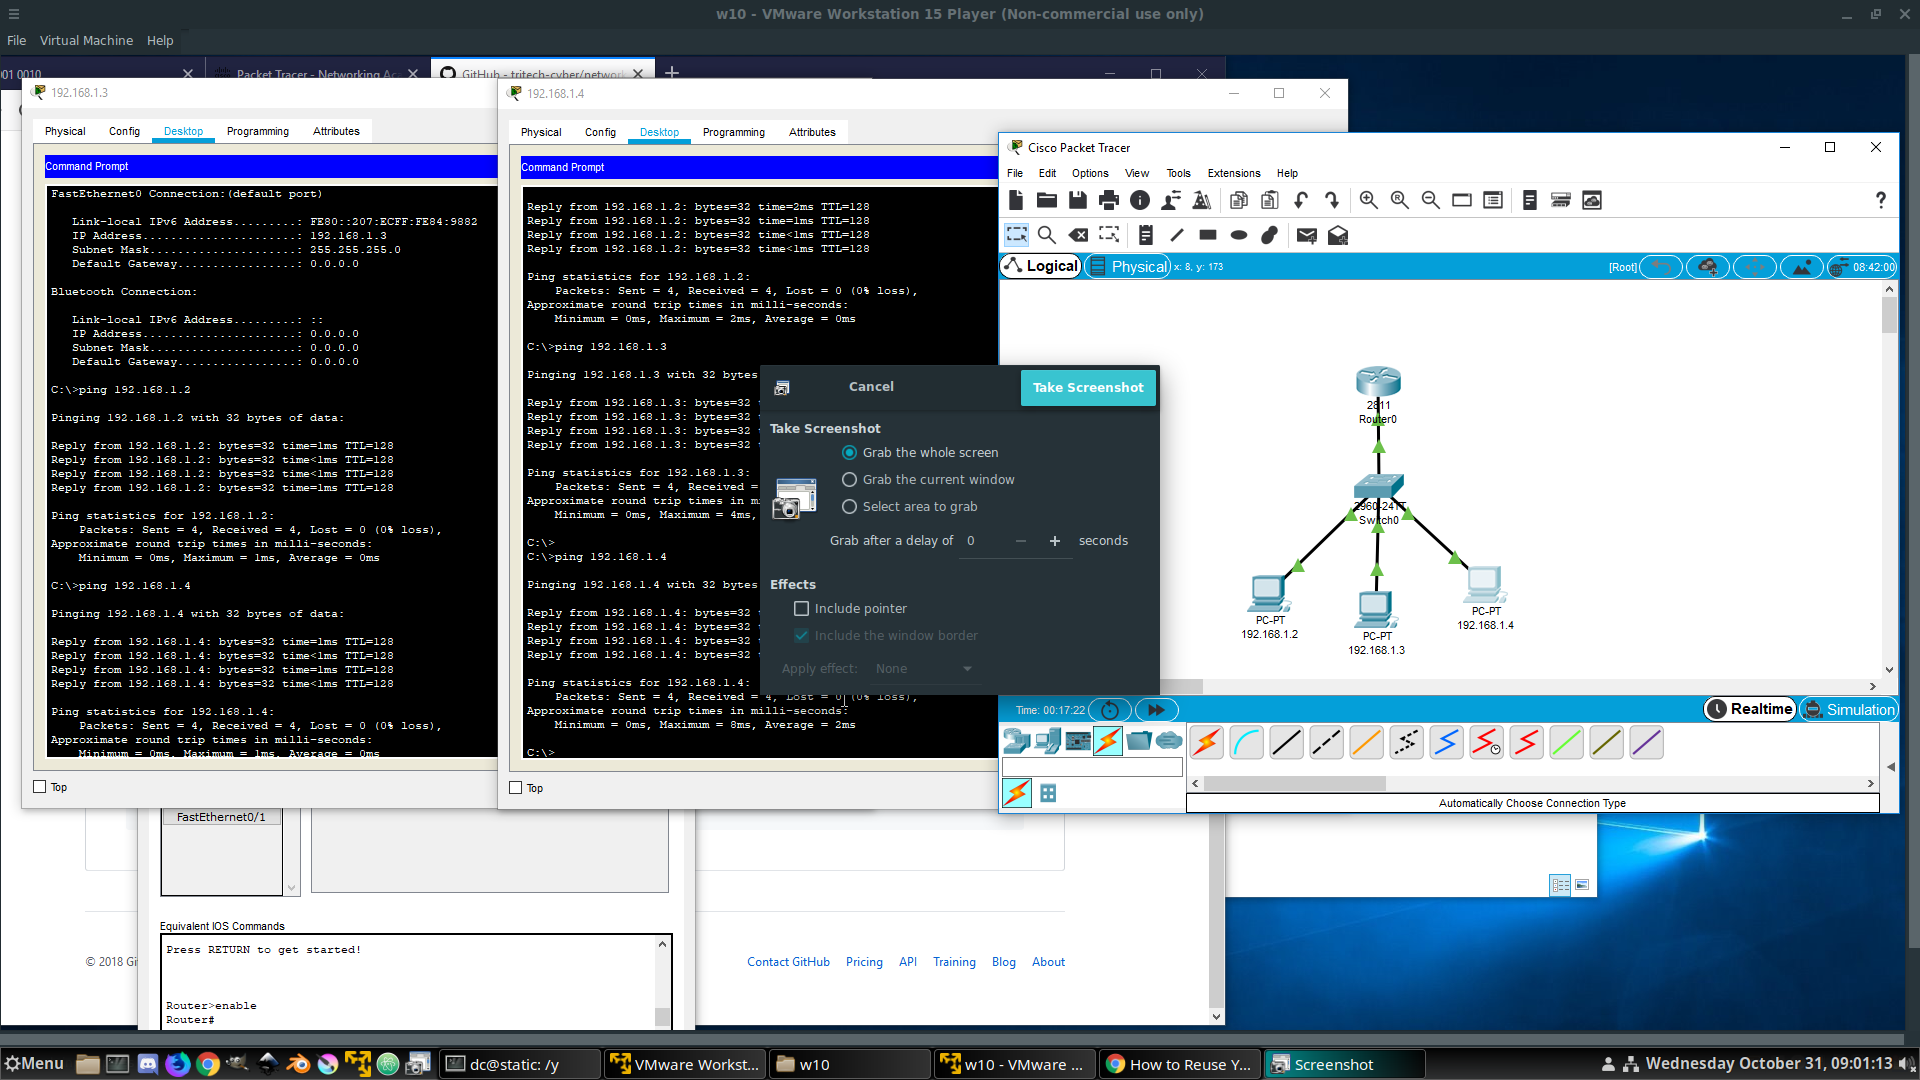 w10 - VMware Workstation 15 Player (Non-commercial use only)
File Virtual Machine Help
Packet Tracer - Networking Ac
GitHub - tritech-cyber/network
192.168.1.3
Physical Config Desktop Programming Attributes
Command Prompt
FastEthernet0 Connection:(default port)
Link-local IPv6 Address.........: FE80::207:ECFF:FE84:9882
IP Address......................: 192.168.1.3
Subnet Mask.....................: 255.255.255.0
Default Gateway.................: 0.0.0.0
Bluetooth Connection:
Link-local IPv6 Address.........: ::
IP Address......................: 0.0.0.0
Subnet Mask.....................: 0.0.0.0
Default Gateway.................: 0.0.0.0
C:\>ping 192.168.1.2
Pinging 192.168.1.2 with 32 bytes of data:
Reply from 192.168.1.2: bytes=32 time=1ms TTL=128
Reply from 192.168.1.2: bytes=32 time<1ms TTL=128
Reply from 192.168.1.2: bytes=32 time<1ms TTL=128
Reply from 192.168.1.2: bytes=32 time<1ms TTL=128
Ping statistics for 192.168.1.2:
Packets: Sent = 4, Received = 4, Lost = 0 (0% loss),
Approximate round trip times in milli-seconds:
Minimum = 0ms, Maximum = 1ms, Average = 0ms
C:\>ping 192.168.1.4
Pinging 192.168.1.4 with 32 bytes of data:
Reply from 192.168.1.4: bytes=32 time=1ms TTL=128
Reply from 192.168.1.4: bytes=32 time<1ms TTL=128
Reply from 192.168.1.4: bytes=32 time=1ms TTL=128
Reply from 192.168.1.4: bytes=32 time<1ms TTL=128
Ping statistics for 192.168.1.4:
Packets: Sent = 4, Received = 4, Lost = 0 (0% loss),
Approximate round trip times in milli-seconds:
Minimum = 0ms, Maximum = 1ms, Average = 0ms
Top
192.168.1.4
Physical Config Desktop Programming Attributes
Command Prompt
Reply from 192.168.1.2: bytes=32 time=2ms TTL=128
Reply from 192.168.1.2: bytes=32 time=1ms TTL=128
Reply from 192.168.1.2: bytes=32 time<1ms TTL=128
Reply from 192.168.1.2: bytes=32 time<1ms TTL=128
Ping statistics for 192.168.1.2:
Packets: Sent = 4, Received = 4, Lost = 0 (0% loss),
Approximate round trip times in milli-seconds:
Minimum = 0ms, Maximum = 2ms, Average = 0ms
C:\>ping 192.168.1.3
Pinging 192.168.1.3 with 32 bytes
Reply from 192.168.1.3: bytes=32
Reply from 192.168.1.3: bytes=32
Reply from 192.168.1.3: bytes=32
Reply from 192.168.1.3: bytes=32
Ping statistics for 192.168.1.3:
Packets: Sent = 4, Received = 4,
Approximate round trip times in m
Minimum = 0ms, Maximum = 4ms,
C:\>
C:\>ping 192.168.1.4
Pinging 192.168.1.4 with 32 bytes
Reply from 192.168.1.4: bytes=32
Reply from 192.168.1.4: bytes=32
Reply from 192.168.1.4: bytes=32
Reply from 192.168.1.4: bytes=32
Ping statistics for 192.168.1.4:
Packets: Sent = 4, Received = 4, Lost = 0 (0% loss),
Approximate round trip times in milli-seconds:
Minimum = 0ms, Maximum = 8ms, Average = 2ms
C:\>
Top
Cancel Take Screenshot
Take Screenshot
Grab the whole screen
Grab the current window
Select area to grab
Grab after a delay of 0 − + seconds
Effects
Include pointer
Include the window border
Apply effect: None
Cisco Packet Tracer
File Edit Options View Tools Extensions Help
Logical Physical x: 8, y: 173 [Root] 08:42:00
2811
Router0
2960-24TT
Switch0
PC-PT
192.168.1.2
PC-PT
192.168.1.3
PC-PT
192.168.1.4
Time: 00:17:22 Realtime Simulation
Automatically Choose Connection Type
FastEthernet0/1
Equivalent IOS Commands
Press RETURN to get started!
Router>enable
Router#
© 2018 Gi
Contact GitHub Pricing API Training Blog About
Menu dc@static: /y VMware Workst... w10 w10 - VMware ... How to Reuse Y... Screenshot Wednesday October 31, 09:01:13